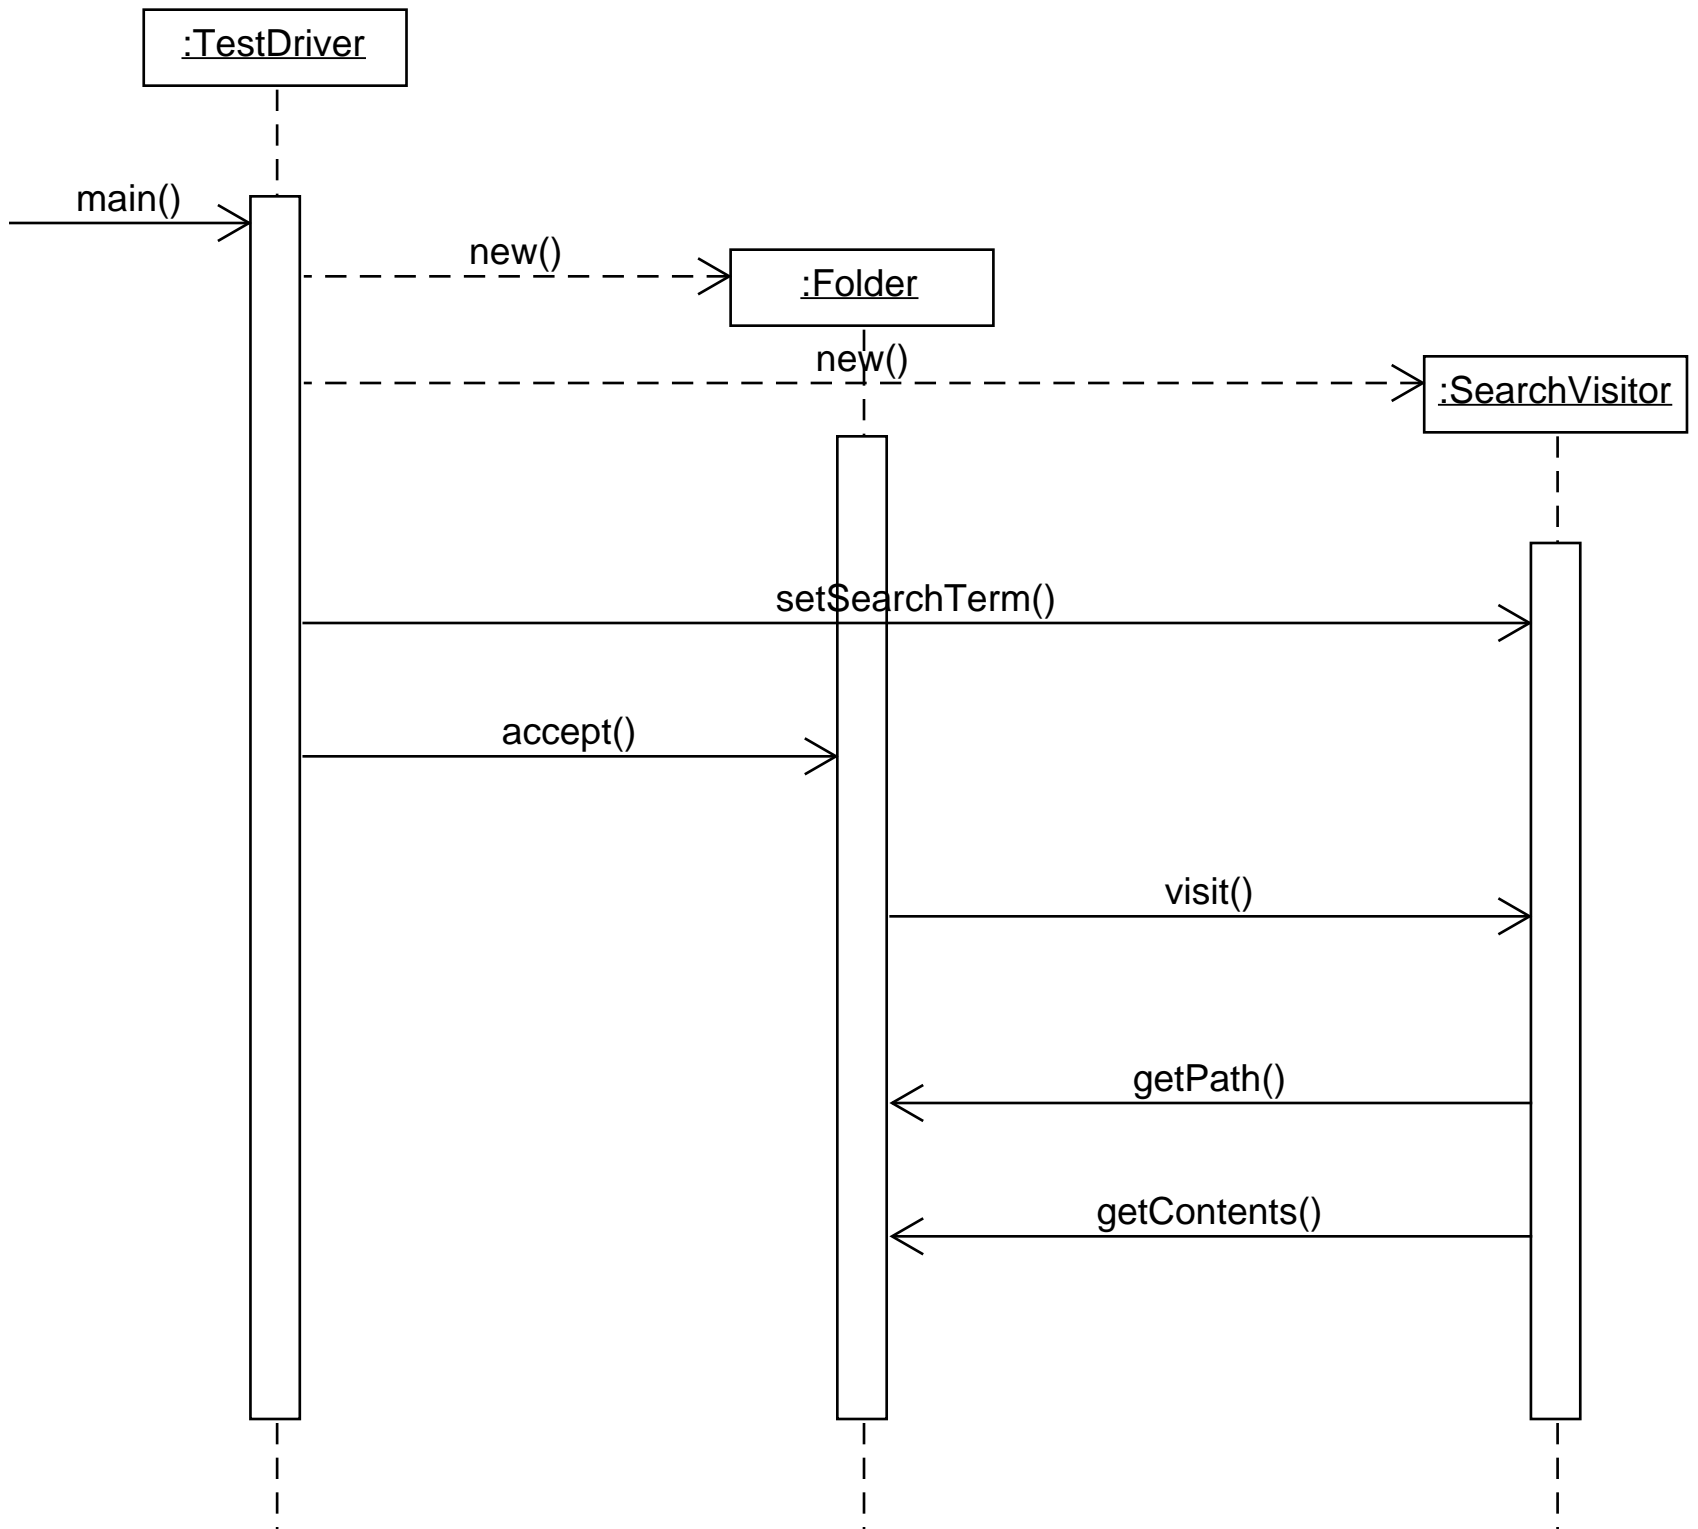 :TestDriver
main()
new()
:Folder
new()
:SearchVisitor
setSearchTerm()
accept()
visit()
getPath()
getContents()